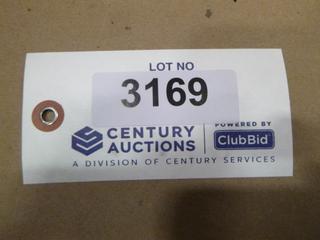 LOT NO
3169
CENTURY AUCTIONS
POWERED BY
ClubBid
A DIVISION OF CENTURY SERVICES